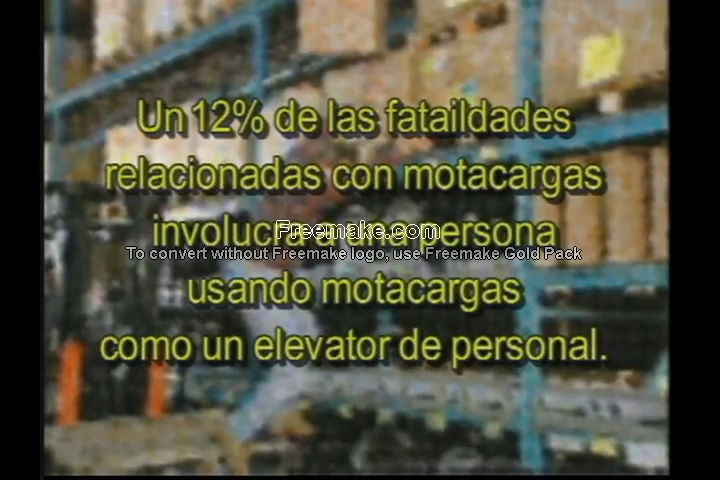 Un 12% de las fataildades
relacionadas con motacargas
involucra a una persona
Freemake.com
To convert without Freemake logo, use Freemake Gold Pack
usando motacargas
como un elevator de personal.